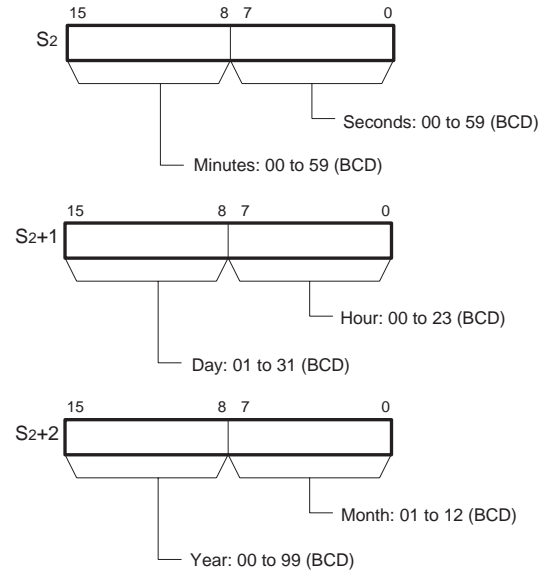 15 8 7 0
S2
Seconds: 00 to 59 (BCD)
Minutes: 00 to 59 (BCD)
15 8 7 0
S2+1
Hour: 00 to 23 (BCD)
Day: 01 to 31 (BCD)
15 8 7 0
S2+2
Month: 01 to 12 (BCD)
Year: 00 to 99 (BCD)